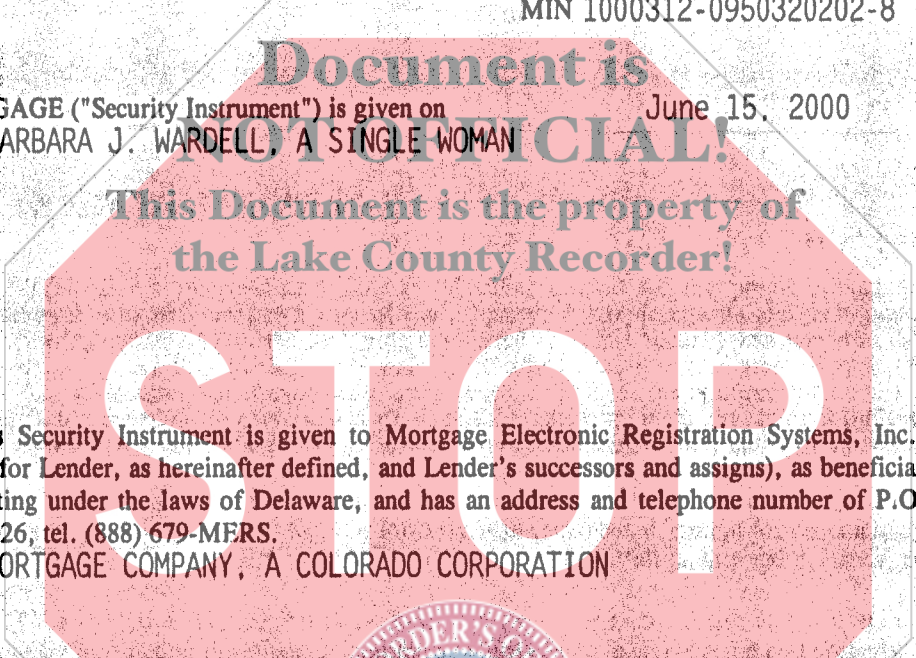 MIN 1000312-0950320202-8
Document is
GAGE ("Security Instrument") is given on June 15, 2000
ARBARA J. WARDELL, A SINGLE WOMAN
NOT OFFICIAL!
This Document is the property of
the Lake County Recorder!
STOP
s Security Instrument is given to Mortgage Electronic Registration Systems, Inc.
for Lender, as hereinafter defined, and Lender's successors and assigns), as beneficia
ting under the laws of Delaware, and has an address and telephone number of P.O
26, tel. (888) 679-MERS.
ORTGAGE COMPANY, A COLORADO CORPORATION
RDER'S